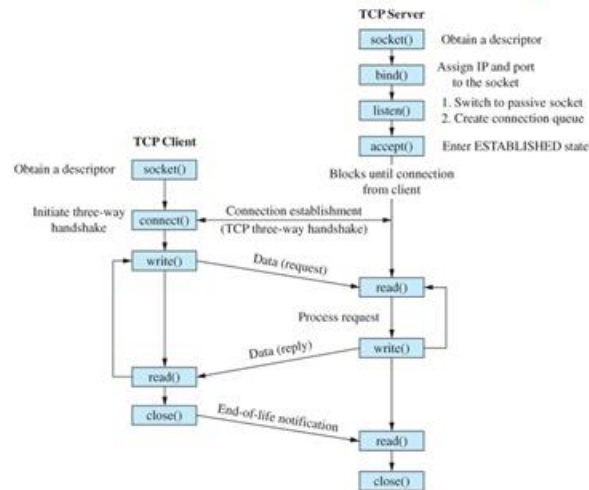 TCP Server
socket()
Obtain a descriptor
bind()
Assign IP and port
to the socket
listen()
1. Switch to passive socket
2. Create connection queue
TCP Client
accept()
Enter ESTABLISHED state
Obtain a descriptor
socket()
Blocks until connection
from client
Initiate three-way
handshake
connect()
Connection establishment
(TCP three-way handshake)
write()
Data (request)
read()
Process request
write()
Data (reply)
read()
close()
End-of-life notification
read()
close()